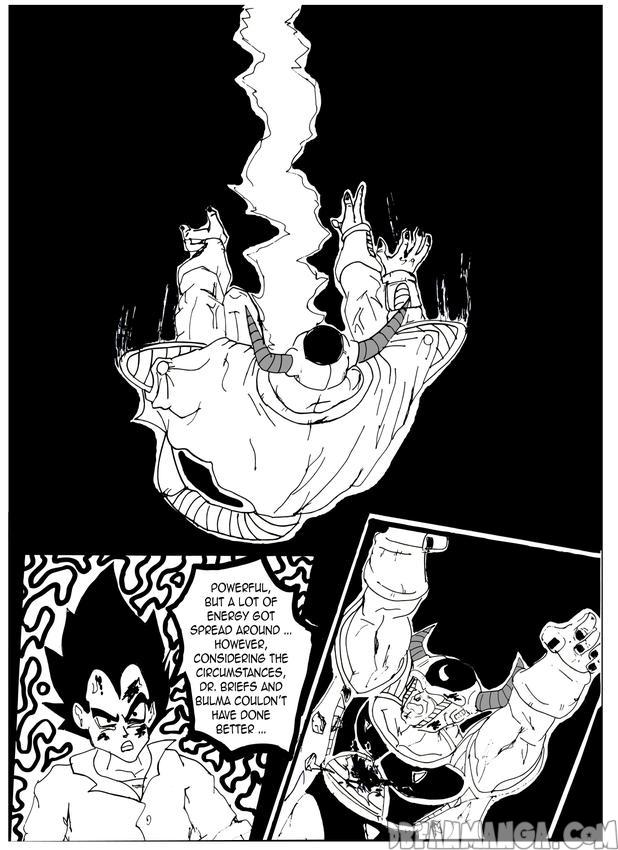 POWERFUL,
BUT A LOT OF
ENERGY GOT
SPREAD AROUND ...
HOWEVER,
CONSIDERING THE
CIRCUMSTANCES,
DR. BRIEFS AND
BULMA COULDN'T
HAVE DONE
BETTER ...
DBFANMANGA.COM